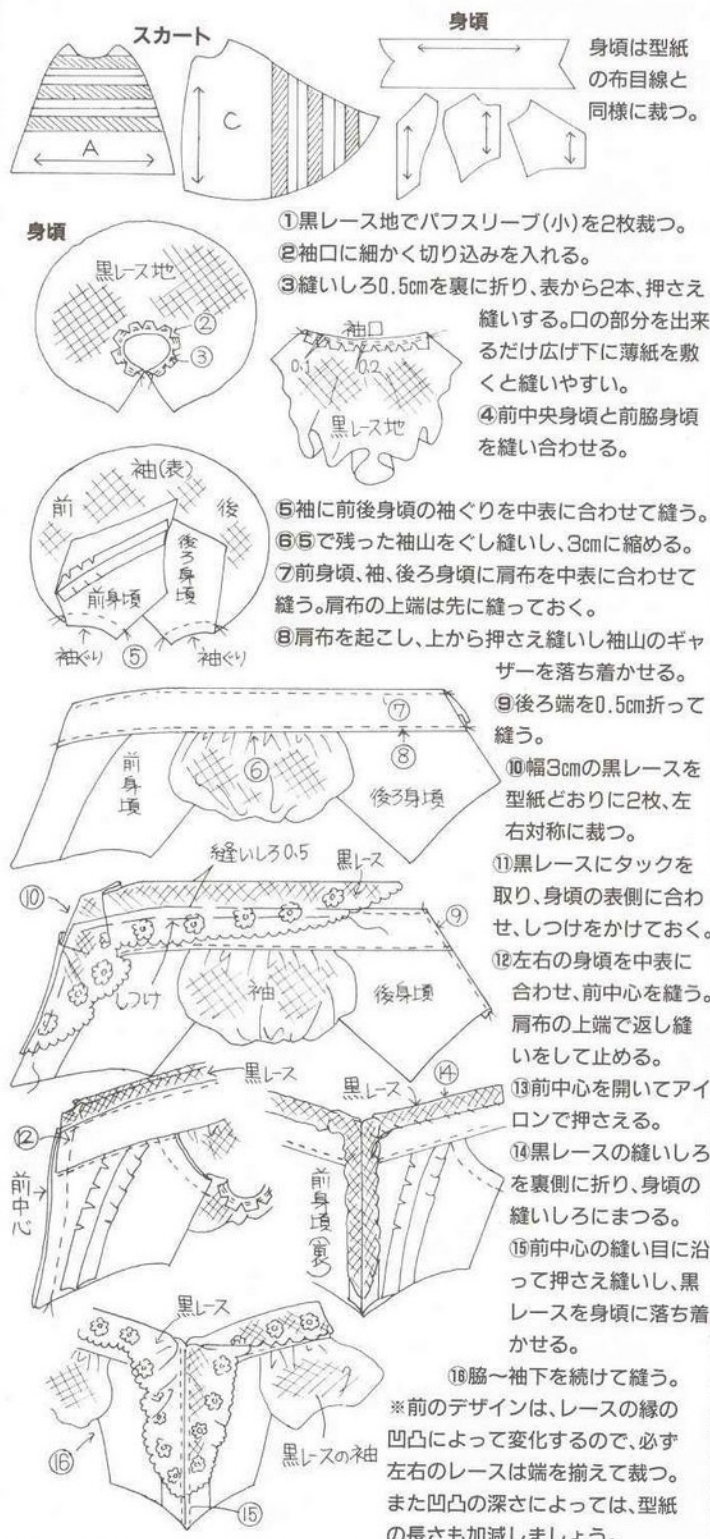 スカート
身頃
身頃は型紙
の布目線と
同様に裁つ。
A
C
身頃
①黒レース地でパフスリーブ(小)を2枚裁つ。
②袖口に細かく切り込みを入れる。
③縫いしろ0.5cmを裏に折り、表から2本、押さえ
縫いする。口の部分を出来
るだけ広げ下に薄紙を敷
くと縫いやすい。
④前中央身頃と前脇身頃
を縫い合わせる。
黒レース地
②
③
袖口
0.1
0.2
黒レース地
⑤袖に前後身頃の袖ぐりを中表に合わせて縫う。
⑥⑤で残った袖山をぐし縫いし、3cmに縮める。
⑦前身頃、袖、後ろ身頃に肩布を中表に合わせて
縫う。肩布の上端は先に縫っておく。
⑧肩布を起こし、上から押さえ縫いし袖山のギャ
ザーを落ち着かせる。
袖(表)
前
後
前身頃
後ろ身頃
袖ぐり
⑤
袖ぐり
⑨後ろ端を0.5cm折って
縫う。
⑩幅3cmの黒レースを
型紙どおりに2枚、左
右対称に裁つ。
⑪黒レースにタックを
取り、身頃の表側に合わ
せ、しつけをかけておく。
⑫左右の身頃を中表に
合わせ、前中心を縫う。
肩布の上端で返し縫
いをして止める。
⑬前中心を開いてアイ
ロンで押さえる。
⑭黒レースの縫いしろ
を裏側に折り、身頃の
縫いしろにまつる。
⑮前中心の縫い目に沿
って押さえ縫いし、黒
レースを身頃に落ち着
かせる。
⑯脇~袖下を続けて縫う。
※前のデザインは、レースの縁の
凹凸によって変化するので、必ず
左右のレースは端を揃えて裁つ。
また凹凸の深さによっては、型紙
の長さも加減しましょう。
⑦
⑧
⑥
前身頃
後ろ身頃
縫いしろ0.5
黒レース
⑩
⑨
しつけ
袖
後身頃
黒レース
⑫
前中心
黒レース
⑭
前身頃(裏)
黒レース
⑯
⑮
黒レースの袖